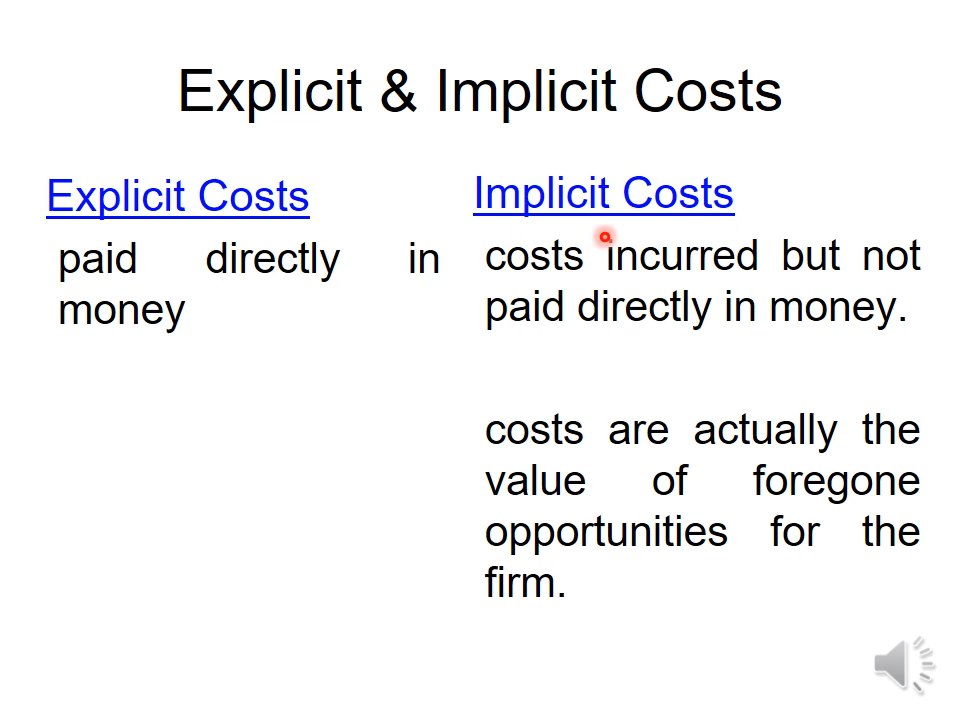 Explicit & Implicit Costs
Explicit Costs
paid directly in
money
Implicit Costs
costs incurred but not
paid directly in money.
costs are actually the
value of foregone
opportunities for the
firm.